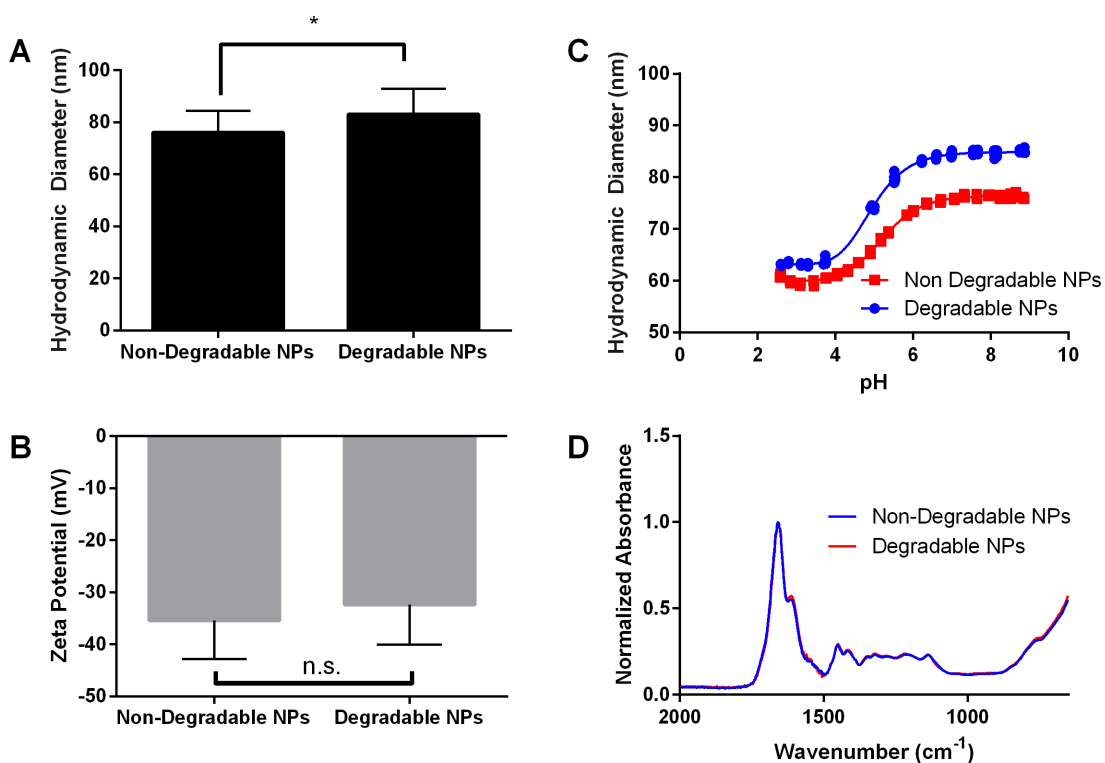 A
*
Hydrodynamic Diameter (nm)
100
80
60
40
20
0
Non-Degradable NPs
Degradable NPs
C
Hydrodynamic Diameter (nm)
100
90
80
70
60
50
Non Degradable NPs
Degradable NPs
0
2
4
6
8
10
pH
B
Zeta Potential (mV)
0
-10
-20
-30
-40
-50
n.s.
Non-Degradable NPs
Degradable NPs
D
Normalized Absorbance
1.5
1.0
0.5
0.0
Non-Degradable NPs
Degradable NPs
2000
1500
1000
Wavenumber (cm⁻¹)